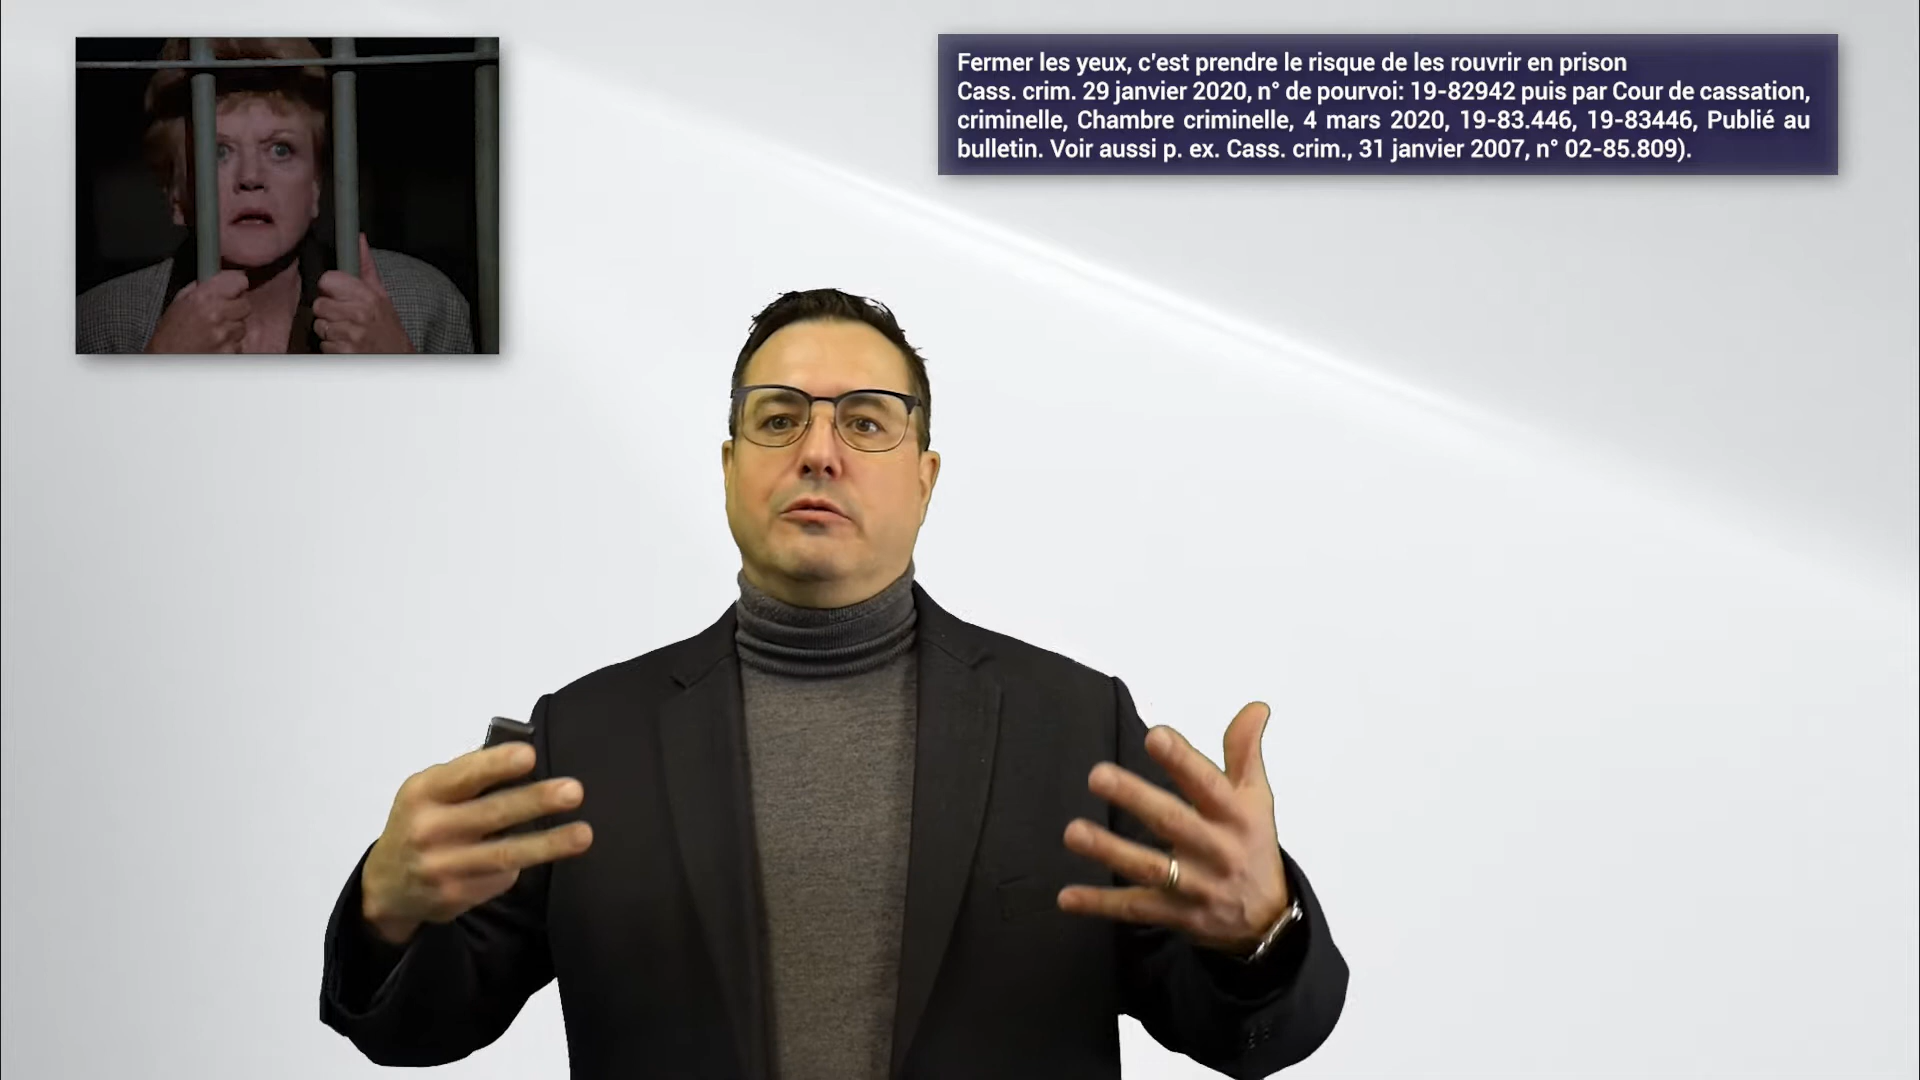 Fermer les yeux, c'est prendre le risque de les rouvrir en prison
Cass. crim. 29 janvier 2020, n° de pourvoi: 19-82942 puis par Cour de cassation,
criminelle, Chambre criminelle, 4 mars 2020, 19-83.446, 19-83446, Publié au
bulletin. Voir aussi p. ex. Cass. crim., 31 janvier 2007, n° 02-85.809).